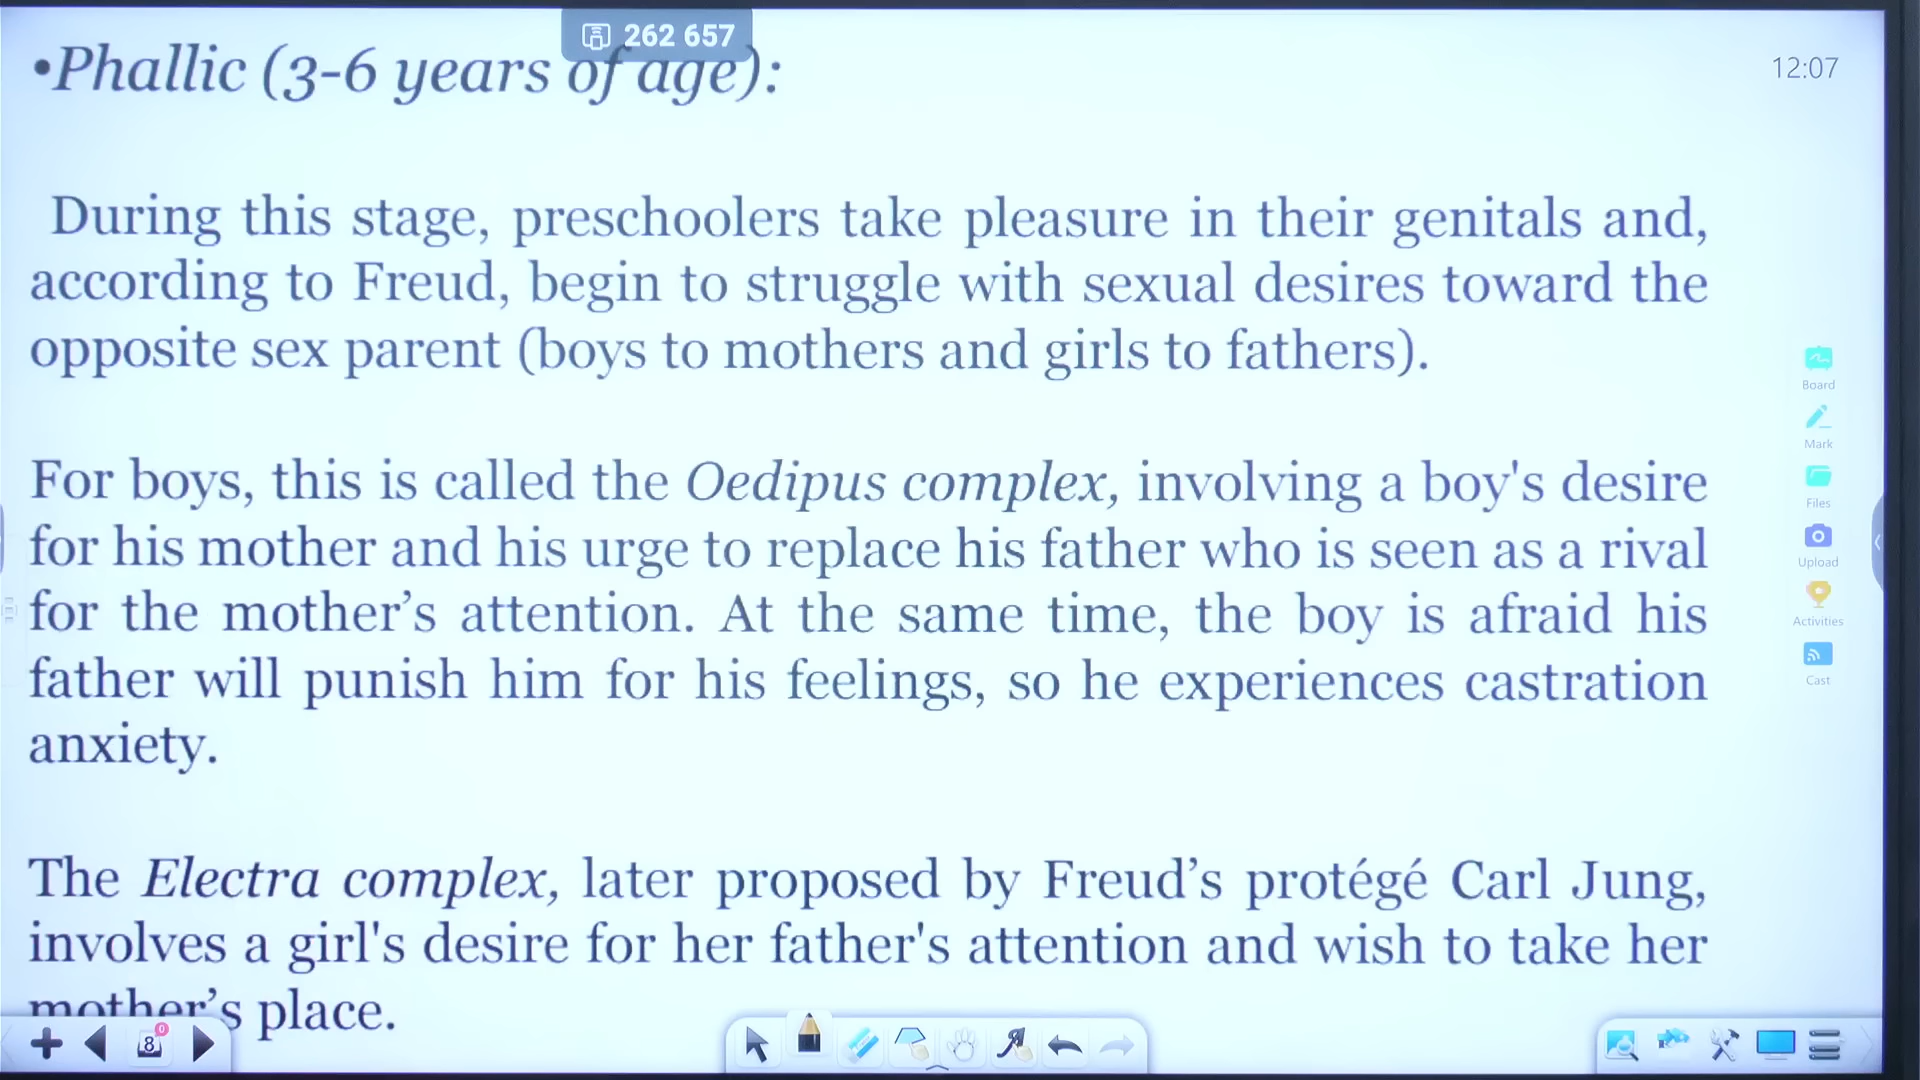 262 657
•Phallic (3-6 years of age):
12:07
During this stage, preschoolers take pleasure in their genitals and,
according to Freud, begin to struggle with sexual desires toward the
opposite sex parent (boys to mothers and girls to fathers).
For boys, this is called the Oedipus complex, involving a boy's desire
for his mother and his urge to replace his father who is seen as a rival
for the mother’s attention. At the same time, the boy is afraid his
father will punish him for his feelings, so he experiences castration
anxiety.
The Electra complex, later proposed by Freud’s protégé Carl Jung,
involves a girl's desire for her father's attention and wish to take her
mother’s place.
Board
Mark
Files
Upload
Activities
Cast
8
0